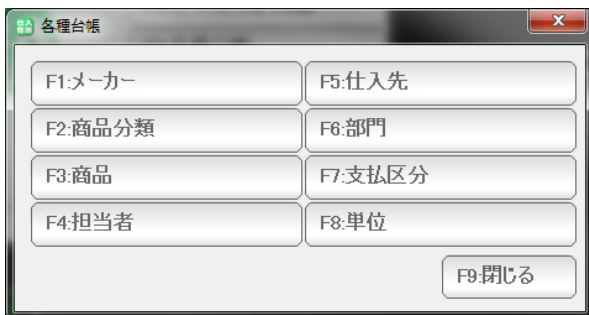 各種台帳
F1:メーカー
F2:商品分類
F3:商品
F4:担当者
F5:仕入先
F6:部門
F7:支払区分
F8:単位
F9:閉じる